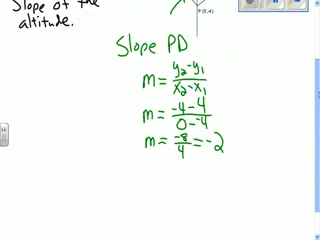 Slope of the
altitude.
P (0,4)
Slope PD
m = y₂-y₁ / x₂-x₁
m = -4-4 / 0--4
m = -8/4 = -2